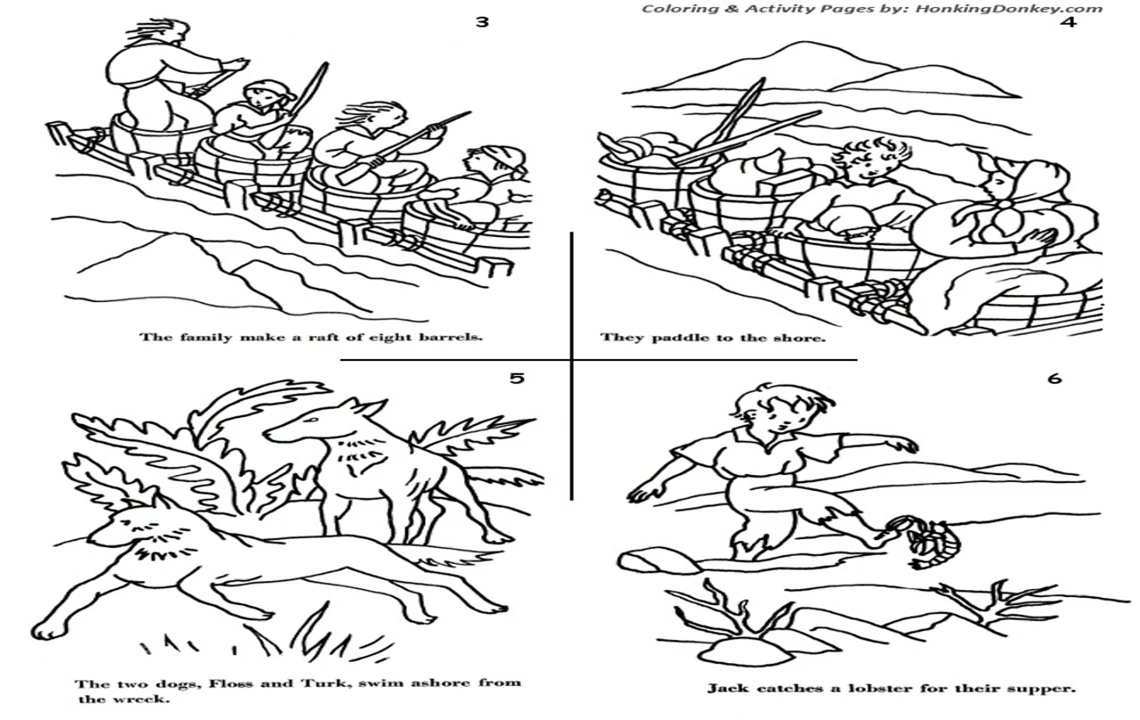 Coloring & Activity Pages by: HonkingDonkey.com
3
4
The family make a raft of eight barrels.
They paddle to the shore.
5
6
The two dogs, Floss and Turk, swim ashore from
the wreck.
Jack catches a lobster for their supper.